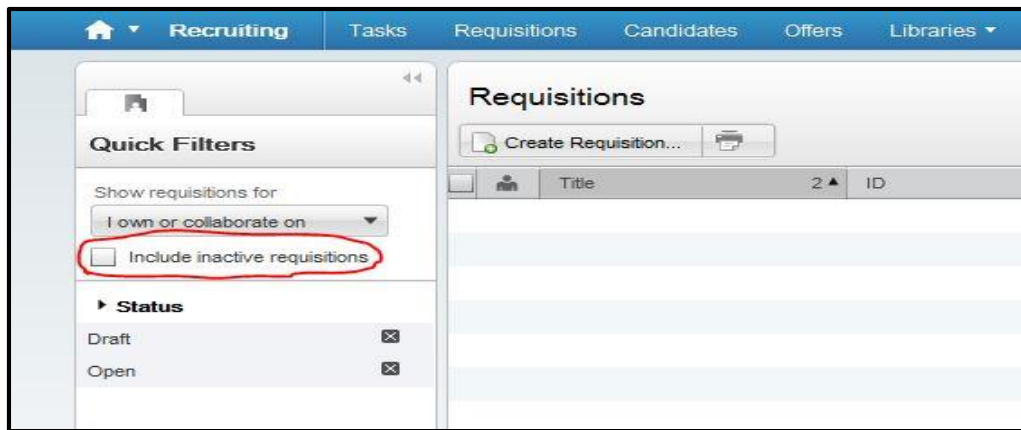 Recruiting Tasks Requisitions Candidates Offers Libraries
Quick Filters
Show requisitions for
I own or collaborate on
Include inactive requisitions
Status
Draft
Open
Requisitions
Create Requisition...
Title 2 ID